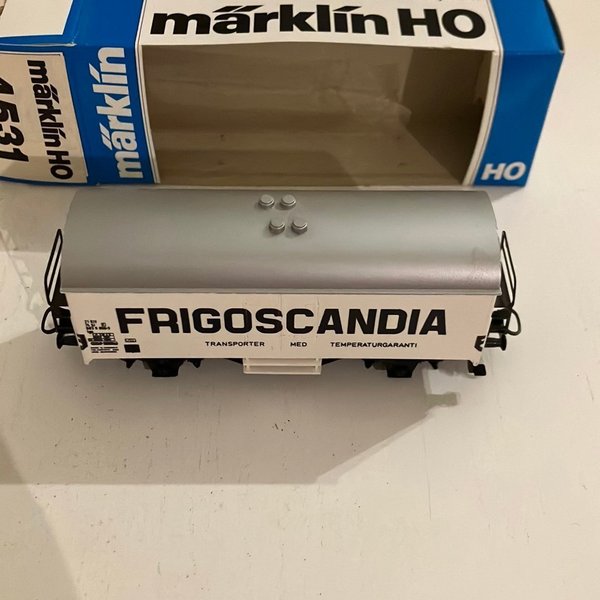 märklin HO
märklin
märklin HO
4531
HO
FRIGOSCANDIA
TRANSPORTER MED TEMPERATURGARANTI